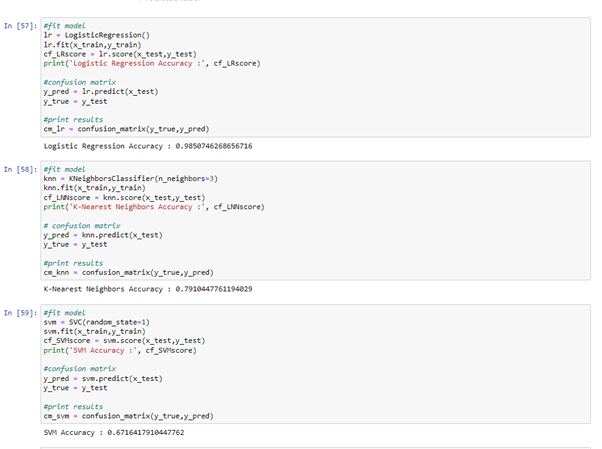 In [57]: #fit model
lr = LogisticRegression()
lr.fit(x_train,y_train)
cf_LRscore = lr.score(x_test,y_test)
print('Logistic Regression Accuracy :', cf_LRscore)
#confusion matrix
y_pred = lr.predict(x_test)
y_true = y_test
#print results
cm_lr = confusion_matrix(y_true,y_pred)
Logistic Regression Accuracy : 0.9850746268656716
In [58]: #fit model
knn = KNeighborsClassifier(n_neighbors=3)
knn.fit(x_train,y_train)
cf_LNNscore = knn.score(x_test,y_test)
print('K-Nearest Neighbors Accuracy :', cf_LNNscore)
# confusion matrix
y_pred = knn.predict(x_test)
y_true = y_test
#print results
cm_knn = confusion_matrix(y_true,y_pred)
K-Nearest Neighbors Accuracy : 0.7910447761194029
In [59]: #fit model
svm = SVC(random_state=1)
svm.fit(x_train,y_train)
cf_SVMscore = svm.score(x_test,y_test)
print('SVM Accuracy :', cf_SVMscore)
#confusion matrix
y_pred = svm.predict(x_test)
y_true = y_test
#print results
cm_svm = confusion_matrix(y_true,y_pred)
SVM Accuracy : 0.6716417910447762